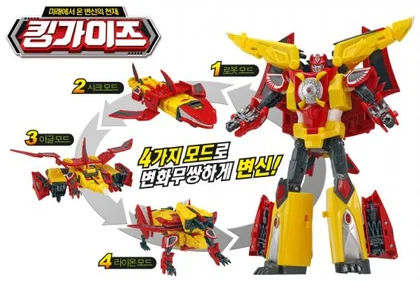 미래에서 온 변신의 천재
킹가이즈
1 로봇 모드
2 샤크 모드
3 이글 모드
4가지 모드로
변화무쌍하게 변신!
4 라이온 모드